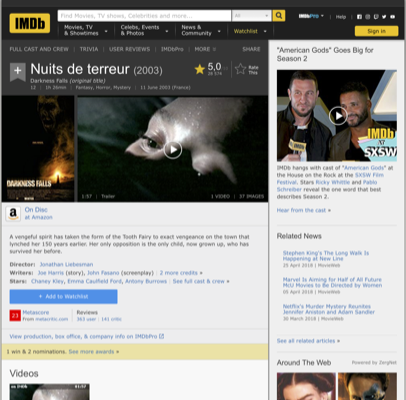 IMDb
Find Movies, TV shows, Celebrities and more...
All
IMDbPro
Help
Movies, TV
& Showtimes
Celebs, Events
& Photos
News &
Community
Watchlist
Sign in
FULL CAST AND CREW | TRIVIA | USER REVIEWS | IMDbPro | MORE
SHARE
Nuits de terreur (2003)
Darkness Falls (original title)
12 | 1h 26min | Fantasy, Horror, Mystery | 11 June 2003 (France)
5,0
Rate
This
DARKNESS FALLS
1:57 | Trailer
1 VIDEO | 37 IMAGES
On Disc
at Amazon
A vengeful spirit has taken the form of the Tooth Fairy to exact vengeance on the town that
lynched her 150 years earlier. Her only opposition is the only child, now grown up, who has
survived her before.
Director: Jonathan Liebesman
Writers: Joe Harris (story), John Fasano (screenplay) | 2 more credits »
Stars: Chaney Kley, Emma Caulfield Ford, Antony Burrows | See full cast & crew »
+ Add to Watchlist
23
Metascore
From metacritic.com
Reviews
363 user | 141 critic
View production, box office, & company info on IMDbPro
1 win & 2 nominations. See more awards »
Videos
"American Gods" Goes Big for
Season 2
IMDb
SXSW
IMDb hangs with cast of "American Gods" at
the House on the Rock at the SXSW Film
Festival. Stars Ricky Whittle and Pablo
Schreiber reveal the one word that best
describes Season 2.
Hear from the cast »
Related News
Stephen King's The Long Walk Is
Happening at New Line
25 April 2018 | MovieWeb
Marvel Is Aiming for Half of All Future
MCU Movies to Be Directed by Women
05 April 2018 | MovieWeb
Netflix's Murder Mystery Reunites
Jennifer Aniston and Adam Sandler
30 March 2018 | MovieWeb
See all related articles »
Around The Web
Powered by ZergNet